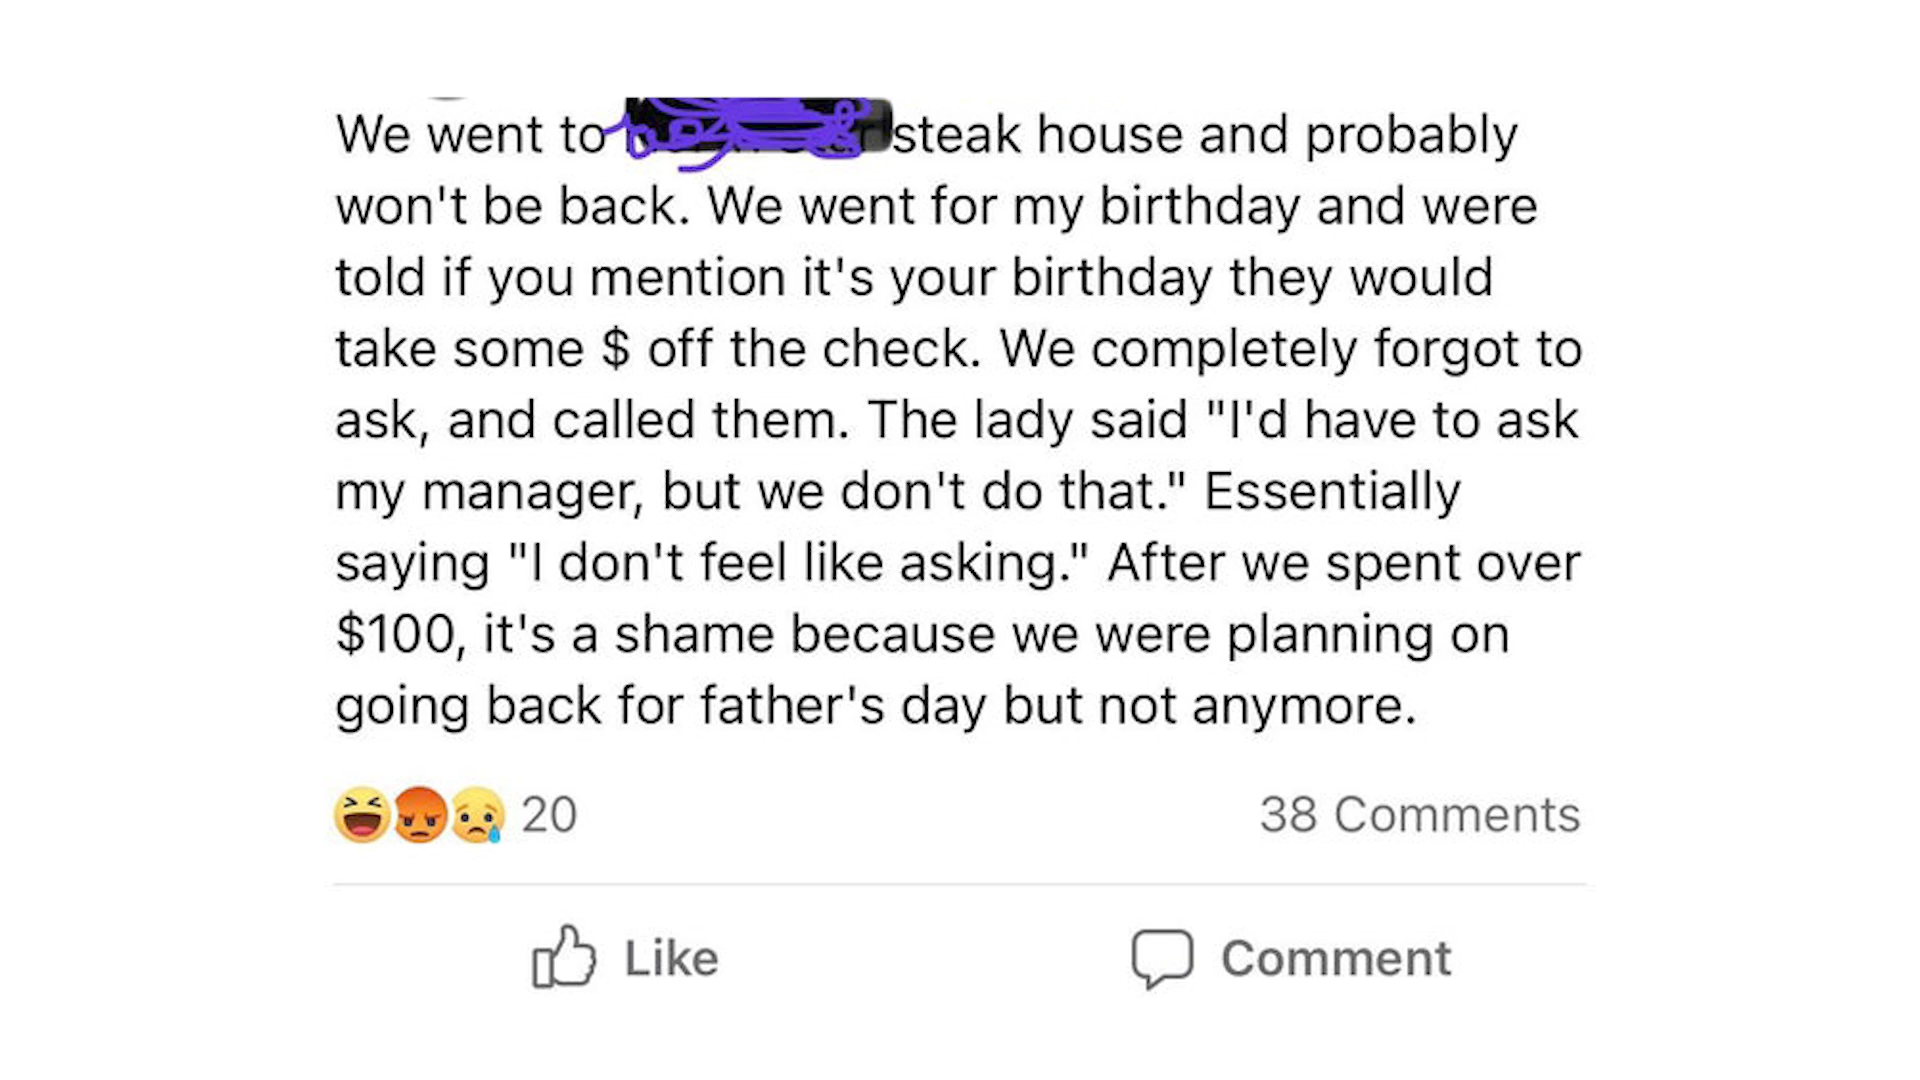 We went to steak house and probably
won't be back. We went for my birthday and were
told if you mention it's your birthday they would
take some $ off the check. We completely forgot to
ask, and called them. The lady said "I'd have to ask
my manager, but we don't do that." Essentially
saying "I don't feel like asking." After we spent over
$100, it's a shame because we were planning on
going back for father's day but not anymore.
20 38 Comments
Like Comment